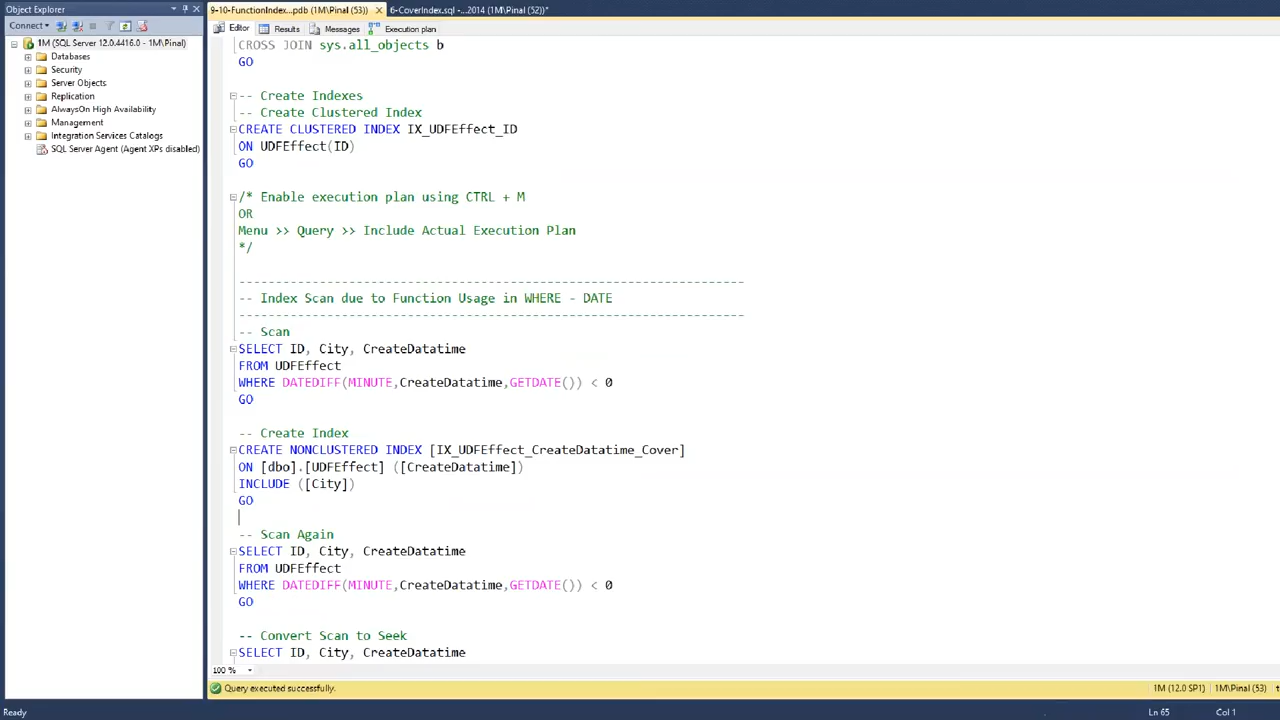 Object Explorer
Connect
1M (SQL Server 12.0.4416.0 - 1M\Pinal)
Databases
Security
Server Objects
Replication
AlwaysOn High Availability
Management
Integration Services Catalogs
SQL Server Agent (Agent XPs disabled)
9-10-FunctionIndex...pdb (1M\Pinal (53))
6-CoverIndex.sql -...2014 (1M\Pinal (52))*
Editor
Results
Messages
Execution plan
CROSS JOIN sys.all_objects b
GO
-- Create Indexes
-- Create Clustered Index
CREATE CLUSTERED INDEX IX_UDFEffect_ID
ON UDFEffect(ID)
GO
/* Enable execution plan using CTRL + M
OR
Menu >> Query >> Include Actual Execution Plan
*/
---------------------------------------------------------------------
-- Index Scan due to Function Usage in WHERE - DATE
---------------------------------------------------------------------
-- Scan
SELECT ID, City, CreateDatatime
FROM UDFEffect
WHERE DATEDIFF(MINUTE,CreateDatatime,GETDATE()) < 0
GO
-- Create Index
CREATE NONCLUSTERED INDEX [IX_UDFEffect_CreateDatatime_Cover]
ON [dbo].[UDFEffect] ([CreateDatatime])
INCLUDE ([City])
GO
-- Scan Again
SELECT ID, City, CreateDatatime
FROM UDFEffect
WHERE DATEDIFF(MINUTE,CreateDatatime,GETDATE()) < 0
GO
-- Convert Scan to Seek
SELECT ID, City, CreateDatatime
100 %
Query executed successfully.
1M (12.0 SP1)
1M\Pinal (53)
Ready
Ln 65
Col 1